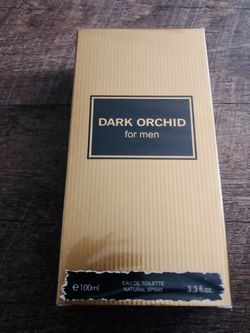 DARK ORCHID
for men
℮100ml
EAU DE TOILETTE
NATURAL SPRAY
3.3 fl.oz.